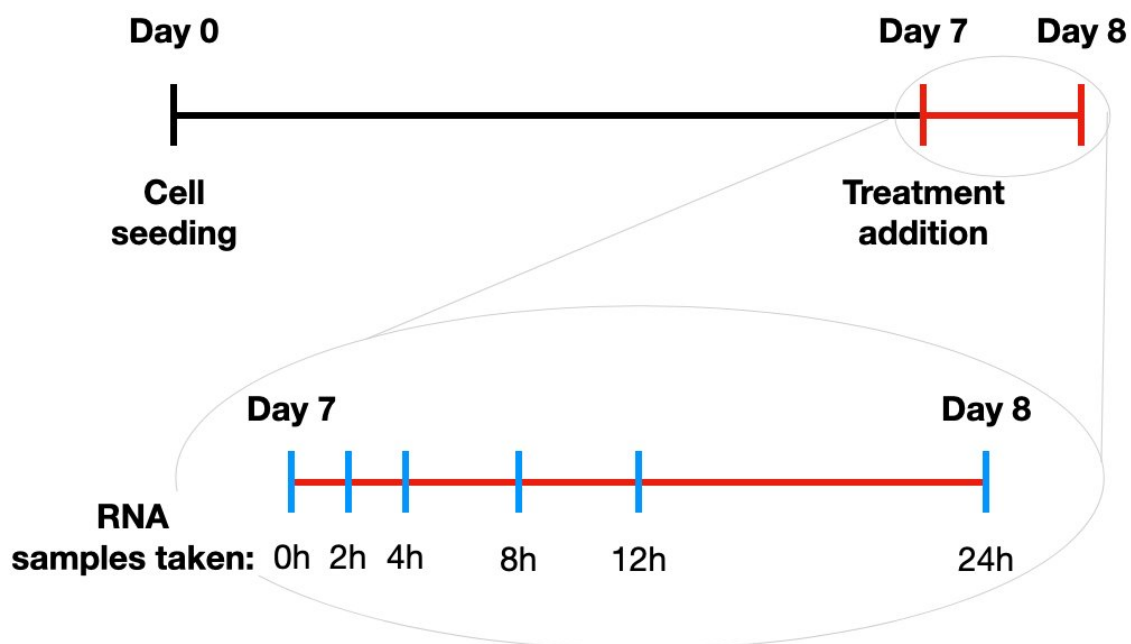 Day 0
Day 7
Day 8
Cell
seeding
Treatment
addition
Day 7
Day 8
RNA
samples taken: 0h 2h 4h 8h 12h 24h